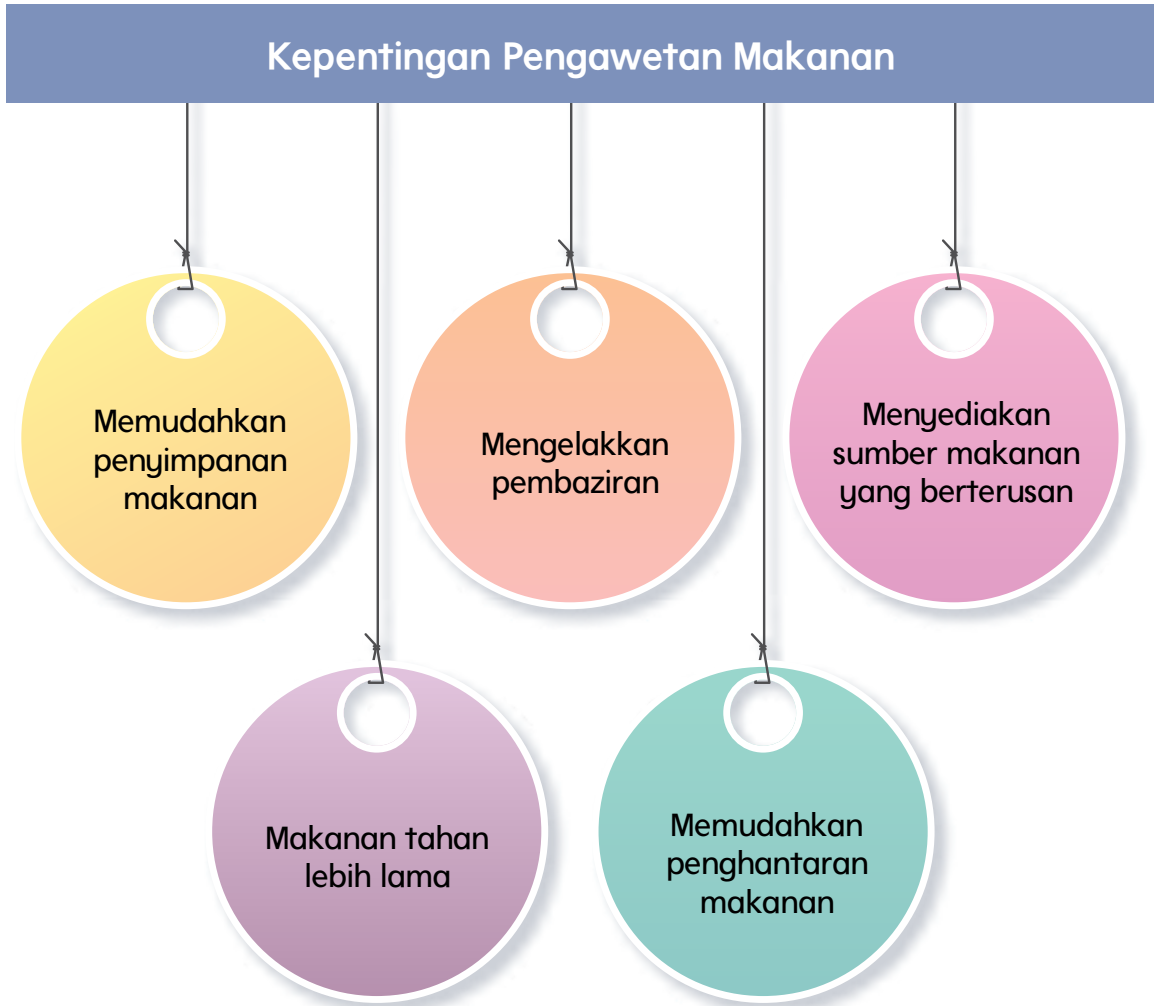 Kepentingan Pengawetan Makanan
Memudahkan
penyimpanan
makanan
Mengelakkan
pembaziran
Menyediakan
sumber makanan
yang berterusan
Makanan tahan
lebih lama
Memudahkan
penghantaran
makanan